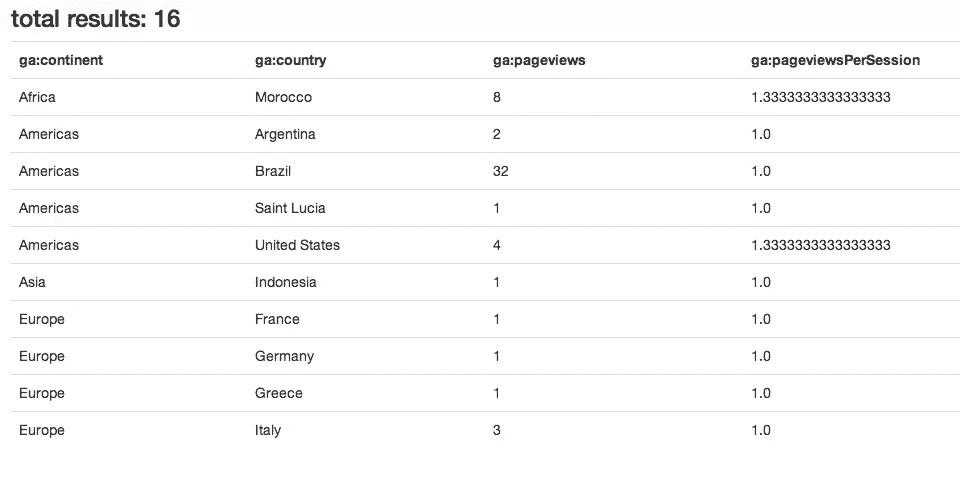 total results: 16
ga:continent ga:country ga:pageviews ga:pageviewsPerSession
Africa Morocco 8 1.3333333333333333
Americas Argentina 2 1.0
Americas Brazil 32 1.0
Americas Saint Lucia 1 1.0
Americas United States 4 1.3333333333333333
Asia Indonesia 1 1.0
Europe France 1 1.0
Europe Germany 1 1.0
Europe Greece 1 1.0
Europe Italy 3 1.0